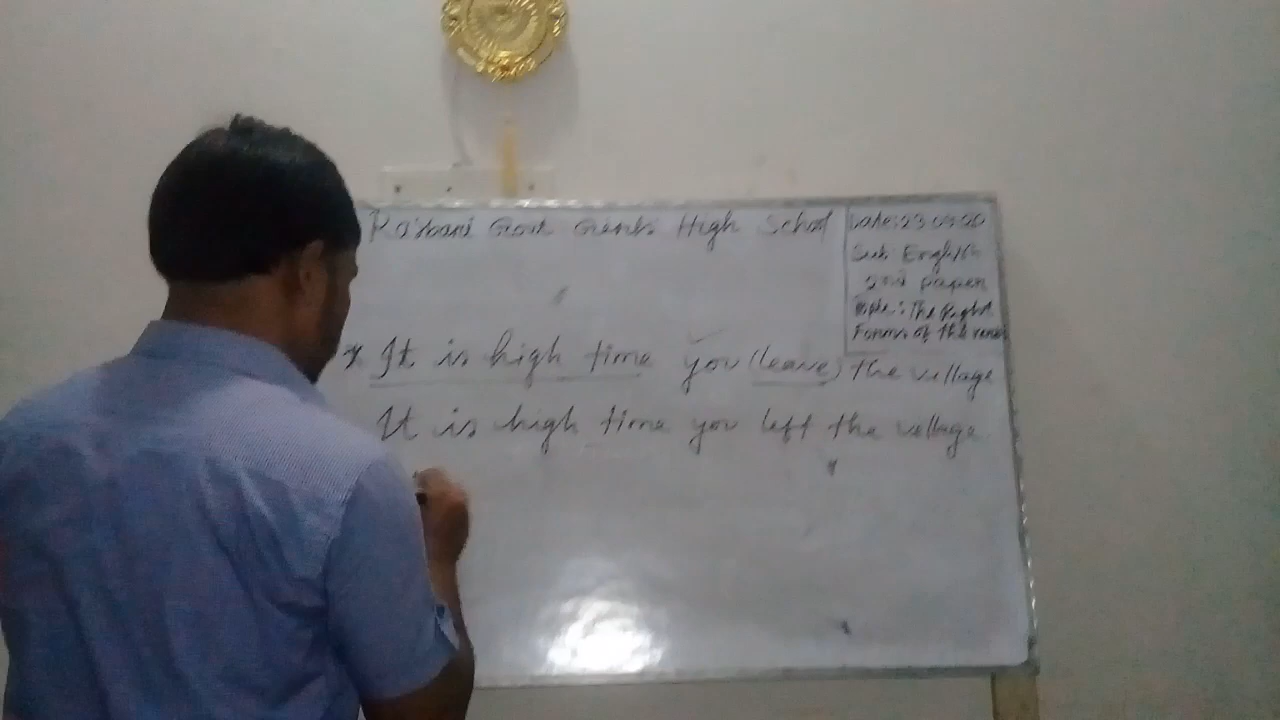 Rajbari Govt Girls High School
Date: 23.09.20
Sub English
2nd paper
Topic: The Right
Forms of the verbs
* It is high time you (leave) the village
It is high time you left the village